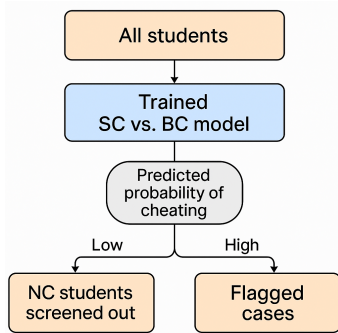 All students
Trained
SC vs. BC model
Predicted
probability of
cheating
Low
High
NC students
screened out
Flagged
cases